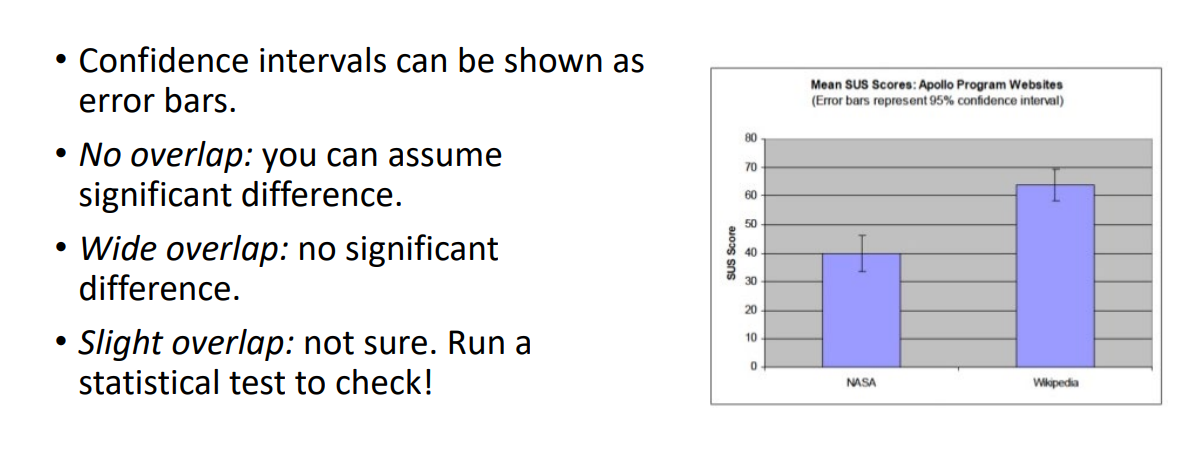 • Confidence intervals can be shown as
error bars.
• No overlap: you can assume
significant difference.
• Wide overlap: no significant
difference.
• Slight overlap: not sure. Run a
statistical test to check!
Mean SUS Scores: Apollo Program Websites
(Error bars represent 95% confidence interval)
SUS Score
80
70
60
50
40
30
20
10
0
NASA
Wikipedia